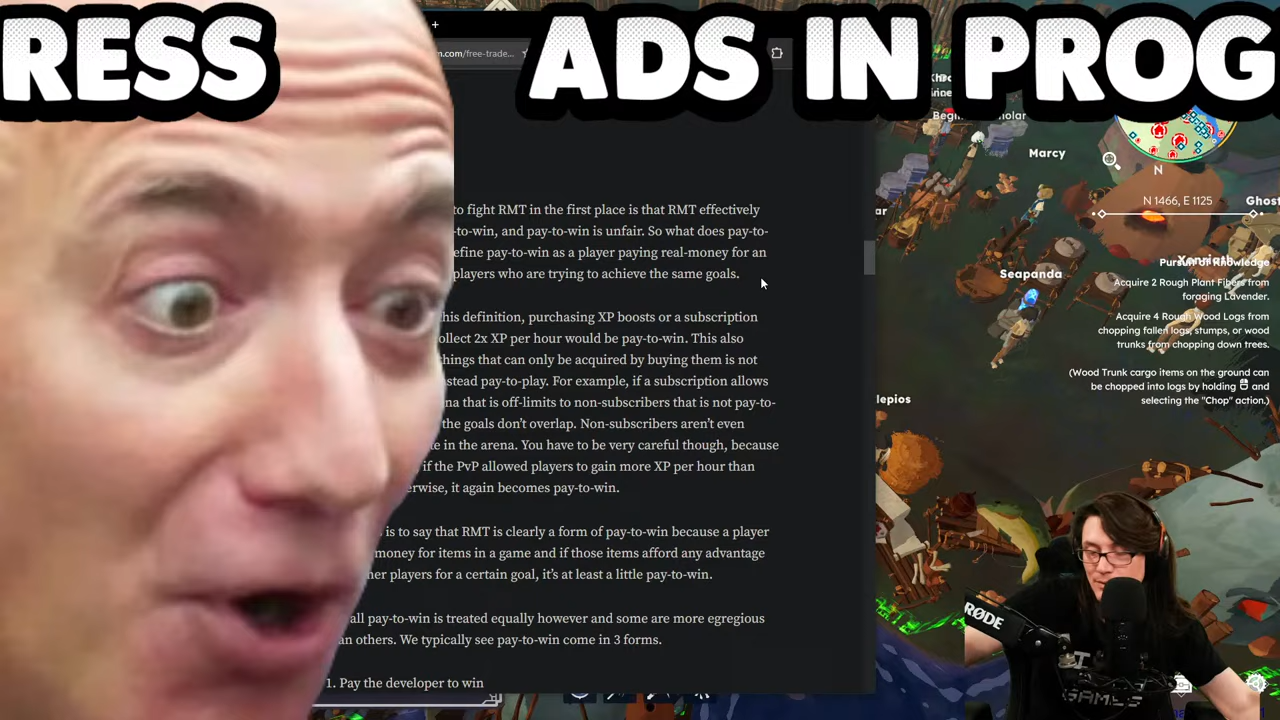 RESS
ADS IN PROG
.com/free-trade...
to fight RMT in the first place is that RMT effectively
-to-win, and pay-to-win is unfair. So what does pay-to-
efine pay-to-win as a player paying real-money for an
players who are trying to achieve the same goals.
his definition, purchasing XP boosts or a subscription
ollect 2x XP per hour would be pay-to-win. This also
things that can only be acquired by buying them is not
stead pay-to-play. For example, if a subscription allows
na that is off-limits to non-subscribers that is not pay-to-
the goals don't overlap. Non-subscribers aren't even
te in the arena. You have to be very careful though, because
if the PvP allowed players to gain more XP per hour than
erwise, it again becomes pay-to-win.
is to say that RMT is clearly a form of pay-to-win because a player
money for items in a game and if those items afford any advantage
her players for a certain goal, it's at least a little pay-to-win.
all pay-to-win is treated equally however and some are more egregious
an others. We typically see pay-to-win come in 3 forms.
1. Pay the developer to win
Marcy
N
N 1466, E 1125
Ghost
Seapanda
Pursuit of Knowledge
Acquire 2 Rough Plant Fibers from
foraging Lavender.
Acquire 4 Rough Wood Logs from
chopping fallen logs, stumps, or wood
trunks from chopping down trees.
(Wood Trunk cargo items on the ground can
be chopped into logs by holding and
selecting the "Chop" action.)
lepios
RØDE
GAMES